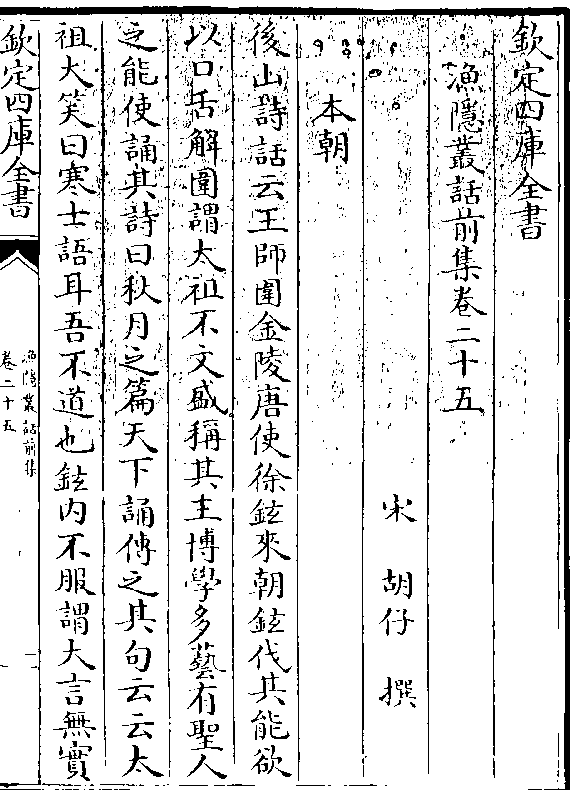 欽定四庫全書
漁隱叢話前集卷二十五
宋 胡仔 撰
本朝
後山詩話云王師圍金陵唐使徐鉉來朝鉉伐其能欲
以口舌解圍謂太祖不文盛稱其主博學多藝有聖人
之能使誦其詩曰秋月之篇天下誦傳之其句云云太
祖大笑曰寒士語耳吾不道也鉉内不服謂大言無實
欽定四庫全書
漁隱叢話前集
卷二十五
一